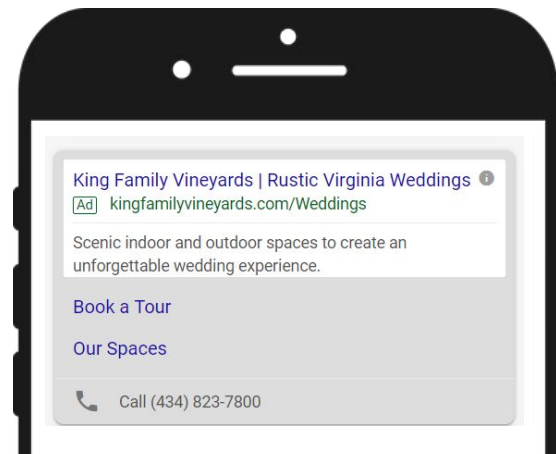 King Family Vineyards | Rustic Virginia Weddings
Ad kingfamilyvineyards.com/Weddings
Scenic indoor and outdoor spaces to create an
unforgettable wedding experience.
Book a Tour
Our Spaces
Call (434) 823-7800